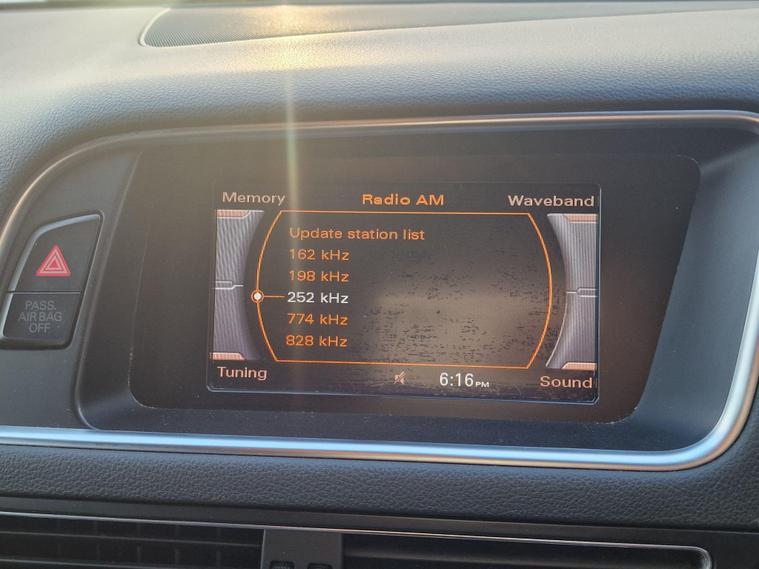 Memory
Radio AM
Waveband
Update station list
162 kHz
198 kHz
252 kHz
774 kHz
828 kHz
Tuning
6:16PM
Sound
PASS.
AIR BAG
OFF